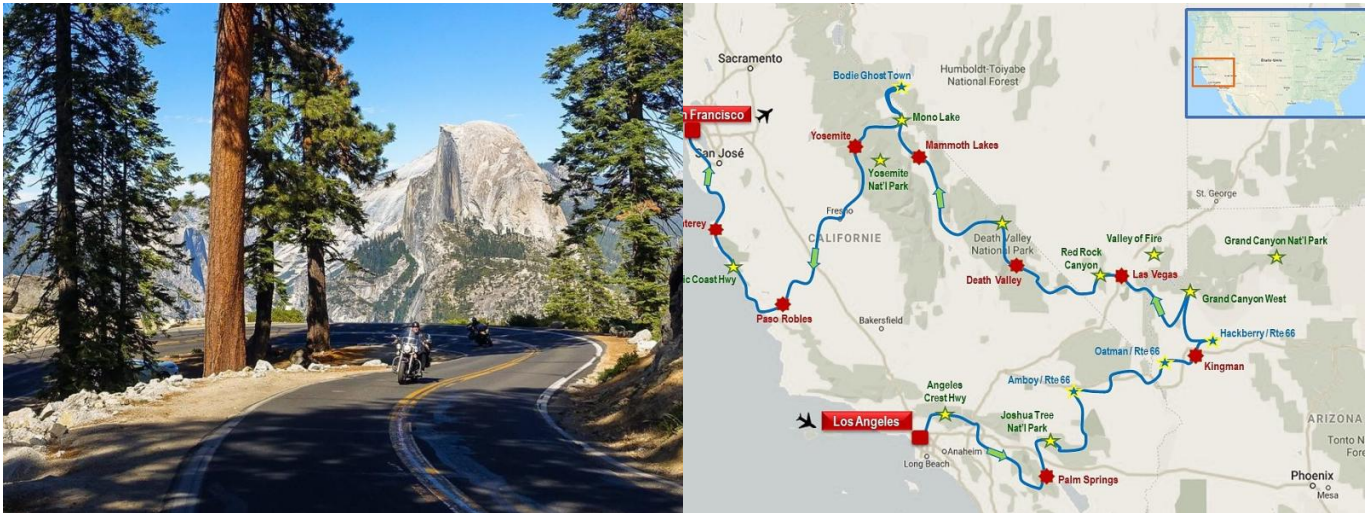 Sacramento
Bodie Ghost Town
Humboldt-Toiyabe
National Forest
n Francisco
Mono Lake
Yosemite
San José
Mammoth Lakes
Yosemite
Nat'l Park
St. George
Fresno
terey
CALIFORNIE
Death Valley
National Park
Red Rock
Canyon
Valley of Fire
Grand Canyon Nat'l Park
Las Vegas
ic Coast Hwy
Death Valley
Grand Canyon West
Paso Robles
Bakersfield
Hackberry / Rte 66
Oatman / Rte 66
Kingman
Amboy / Rte 66
Angeles
Crest Hwy
Los Angeles
Joshua Tree
Nat'l Park
ARIZONA
Anaheim
Long Beach
Tonto N
Fore
Palm Springs
Phoenix
Mesa